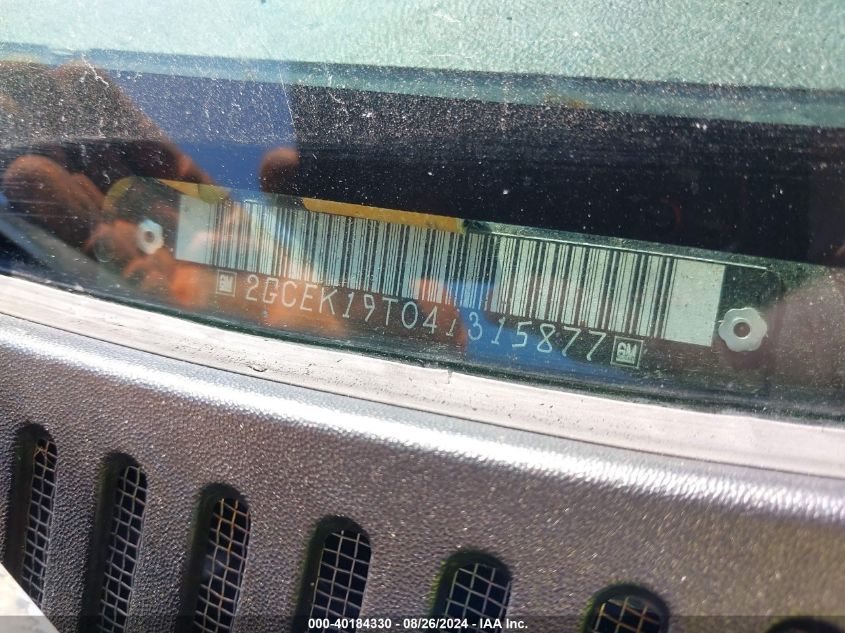 GM 2GCEK19T041315877 GM
000-40184330 - 08/26/2024 - IAA, Inc.